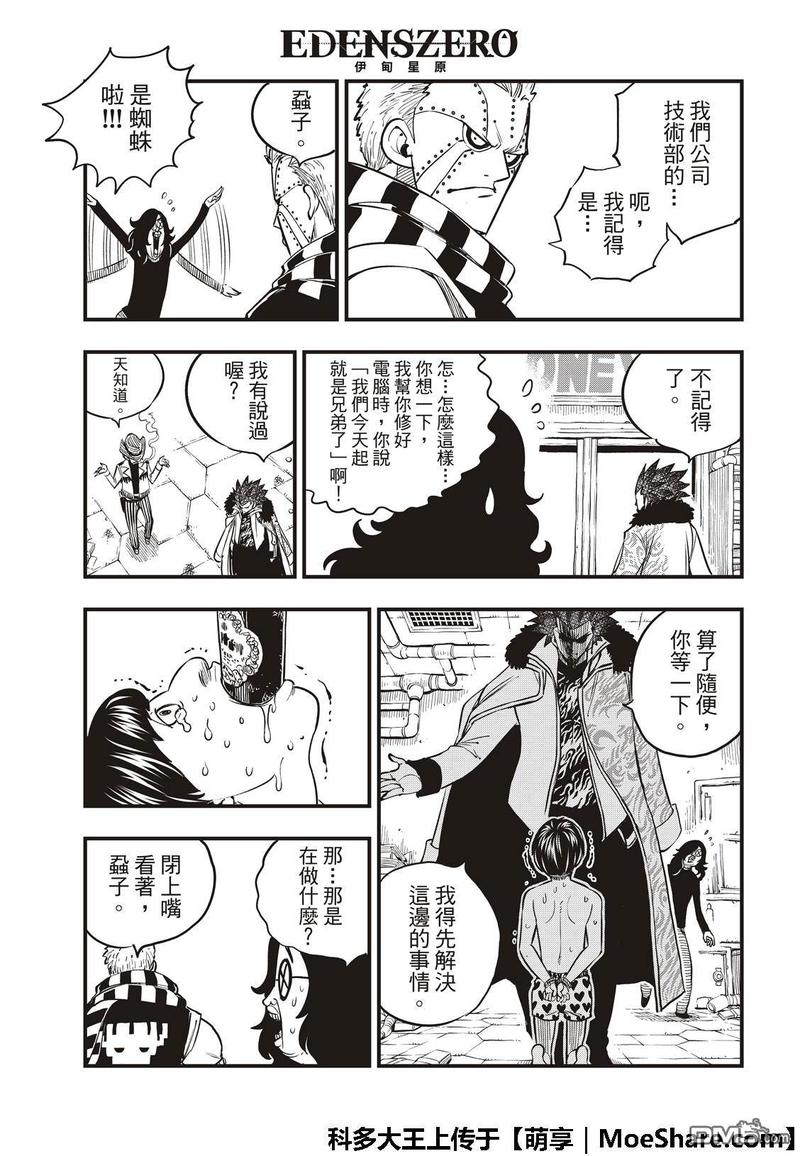 EDENSZERO
伊甸星原
我們公司
技術部的⋯
呃，
我記得
是⋯
蝨子。
是蜘蛛
啦!!!
不記得
了。
ONEY
怎⋯怎麼這樣⋯
你想一下，
我幫你修好
電腦時，你說
「我們今天起
就是兄弟了」啊！
我有說過
喔？
天知道。
算了隨便，
你等一下。
我得先解決
這邊的事情。
那⋯那是
在做什麼？
閉上嘴
看著，
蝨子。
科多大王上传于【萌享｜MoeShare.com】